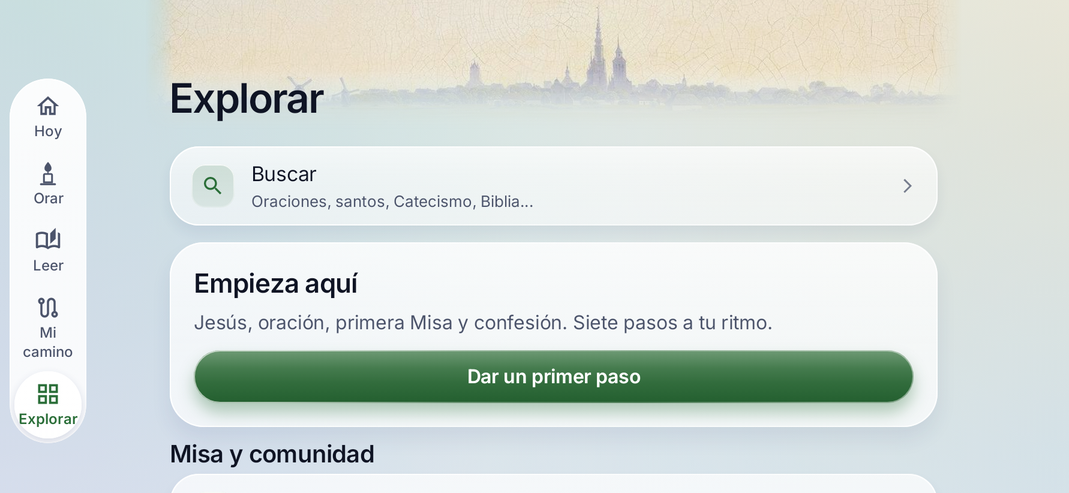 Explorar
Hoy
Orar
Leer
Mi
camino
Explorar
Buscar
Oraciones, santos, Catecismo, Biblia...
Empieza aquí
Jesús, oración, primera Misa y confesión. Siete pasos a tu ritmo.
Dar un primer paso
Misa y comunidad